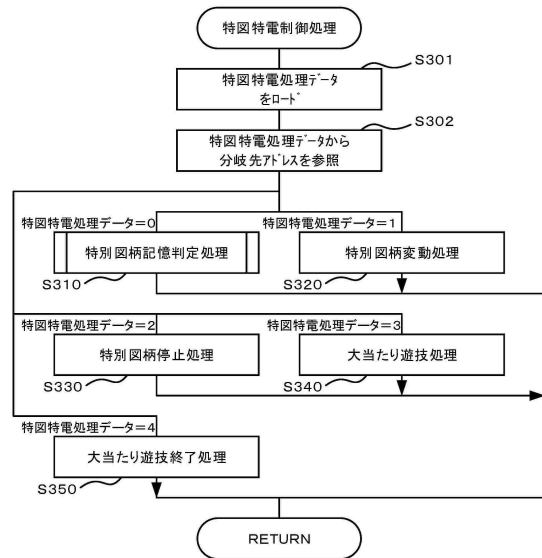 特図特電制御処理
S301
特図特電処理データ
をロード
S302
特図特電処理データから
分岐先アドレスを参照
特図特電処理データ=0
特図特電処理データ=1
特別図柄記憶判定処理
特別図柄変動処理
S310
S320
特図特電処理データ=2
特図特電処理データ=3
特別図柄停止処理
大当たり遊技処理
S330
S340
特図特電処理データ=4
大当たり遊技終了処理
S350
RETURN